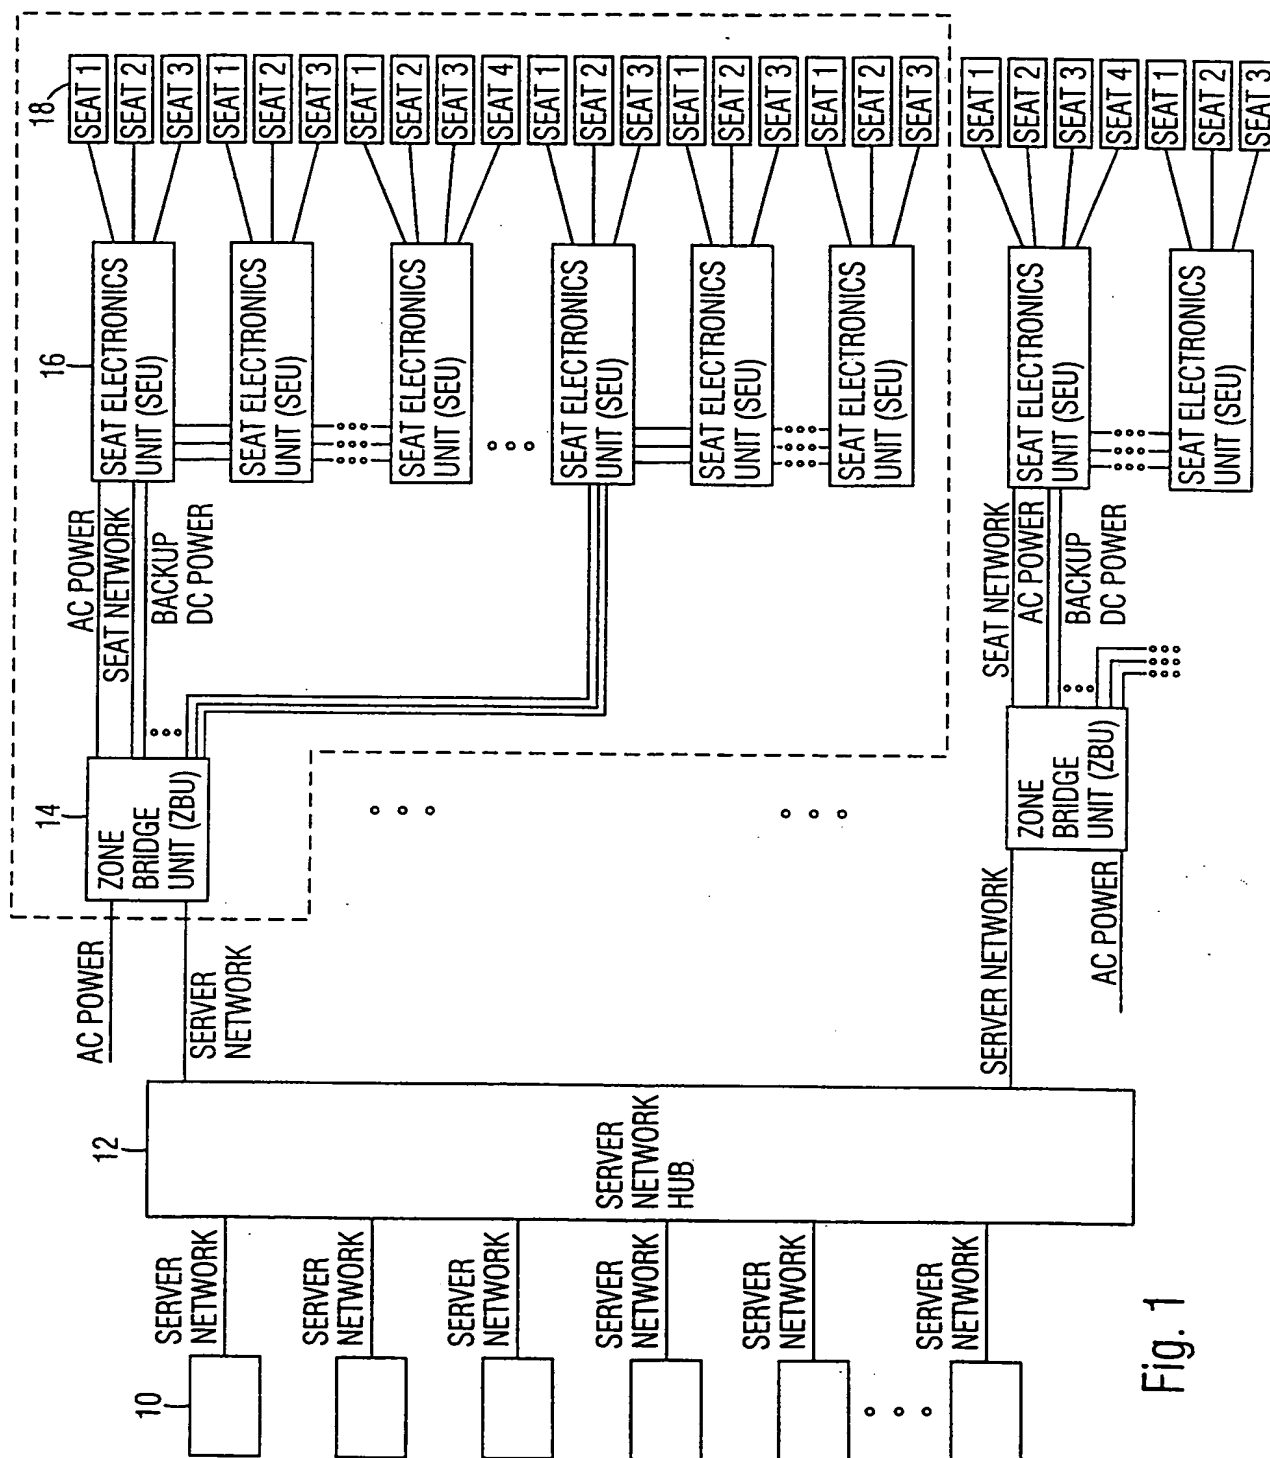 18
SEAT 1
SEAT 2
SEAT 3
SEAT 1
SEAT 2
SEAT 3
SEAT 1
SEAT 2
SEAT 3
SEAT 4
SEAT 1
SEAT 2
SEAT 3
SEAT 1
SEAT 2
SEAT 3
SEAT 1
SEAT 2
SEAT 3
SEAT 1
SEAT 2
SEAT 3
SEAT 4
SEAT 1
SEAT 2
SEAT 3
16
SEAT ELECTRONICS
UNIT (SEU)
SEAT ELECTRONICS
UNIT (SEU)
SEAT ELECTRONICS
UNIT (SEU)
SEAT ELECTRONICS
UNIT (SEU)
SEAT ELECTRONICS
UNIT (SEU)
SEAT ELECTRONICS
UNIT (SEU)
SEAT ELECTRONICS
UNIT (SEU)
SEAT ELECTRONICS
UNIT (SEU)
AC POWER
SEAT NETWORK
BACKUP
DC POWER
SEAT NETWORK
AC POWER
BACKUP
DC POWER
14
ZONE
BRIDGE
UNIT (ZBU)
ZONE
BRIDGE
UNIT (ZBU)
AC POWER
SERVER
NETWORK
SERVER NETWORK
AC POWER
12
SERVER
NETWORK
HUB
SERVER
NETWORK
SERVER
NETWORK
SERVER
NETWORK
SERVER
NETWORK
SERVER
NETWORK
SERVER
NETWORK
10
Fig. 1